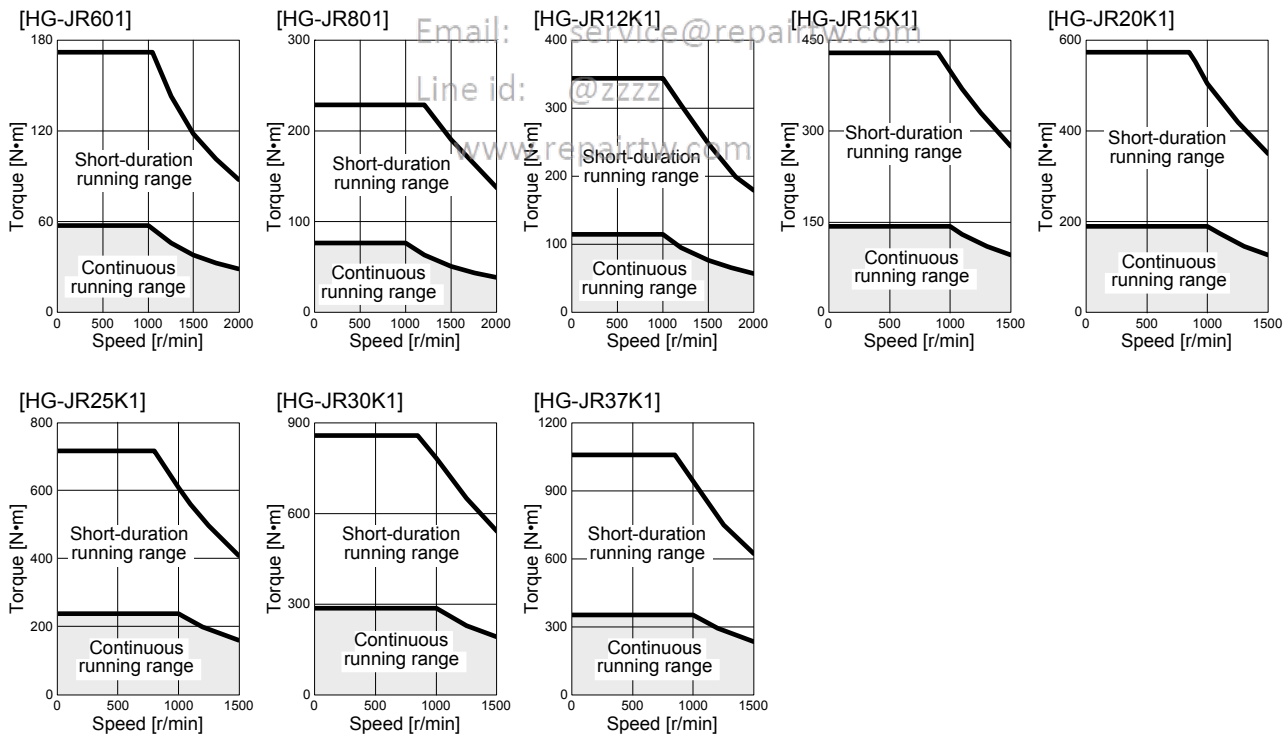 Email: service@repairtw.com
Line id: @zzzz
www.repairtw.com
[HG-JR601]
Torque [N•m]
180
120
60
0
Short-duration
running range
Continuous
running range
0 500 1000 1500 2000
Speed [r/min]
[HG-JR801]
Torque [N•m]
300
200
100
0
Short-duration
running range
Continuous
running range
0 500 1000 1500 2000
Speed [r/min]
[HG-JR12K1]
Torque [N•m]
400
300
200
100
0
Short-duration
running range
Continuous
running range
0 500 1000 1500 2000
Speed [r/min]
[HG-JR15K1]
Torque [N•m]
450
300
150
0
Short-duration
running range
Continuous
running range
0 500 1000 1500
Speed [r/min]
[HG-JR20K1]
Torque [N•m]
600
400
200
0
Short-duration
running range
Continuous
running range
0 500 1000 1500
Speed [r/min]
[HG-JR25K1]
Torque [N•m]
800
600
400
200
0
Short-duration
running range
Continuous
running range
0 500 1000 1500
Speed [r/min]
[HG-JR30K1]
Torque [N•m]
900
600
300
0
Short-duration
running range
Continuous
running range
0 500 1000 1500
Speed [r/min]
[HG-JR37K1]
Torque [N•m]
1200
900
600
300
0
Short-duration
running range
Continuous
running range
0 500 1000 1500
Speed [r/min]